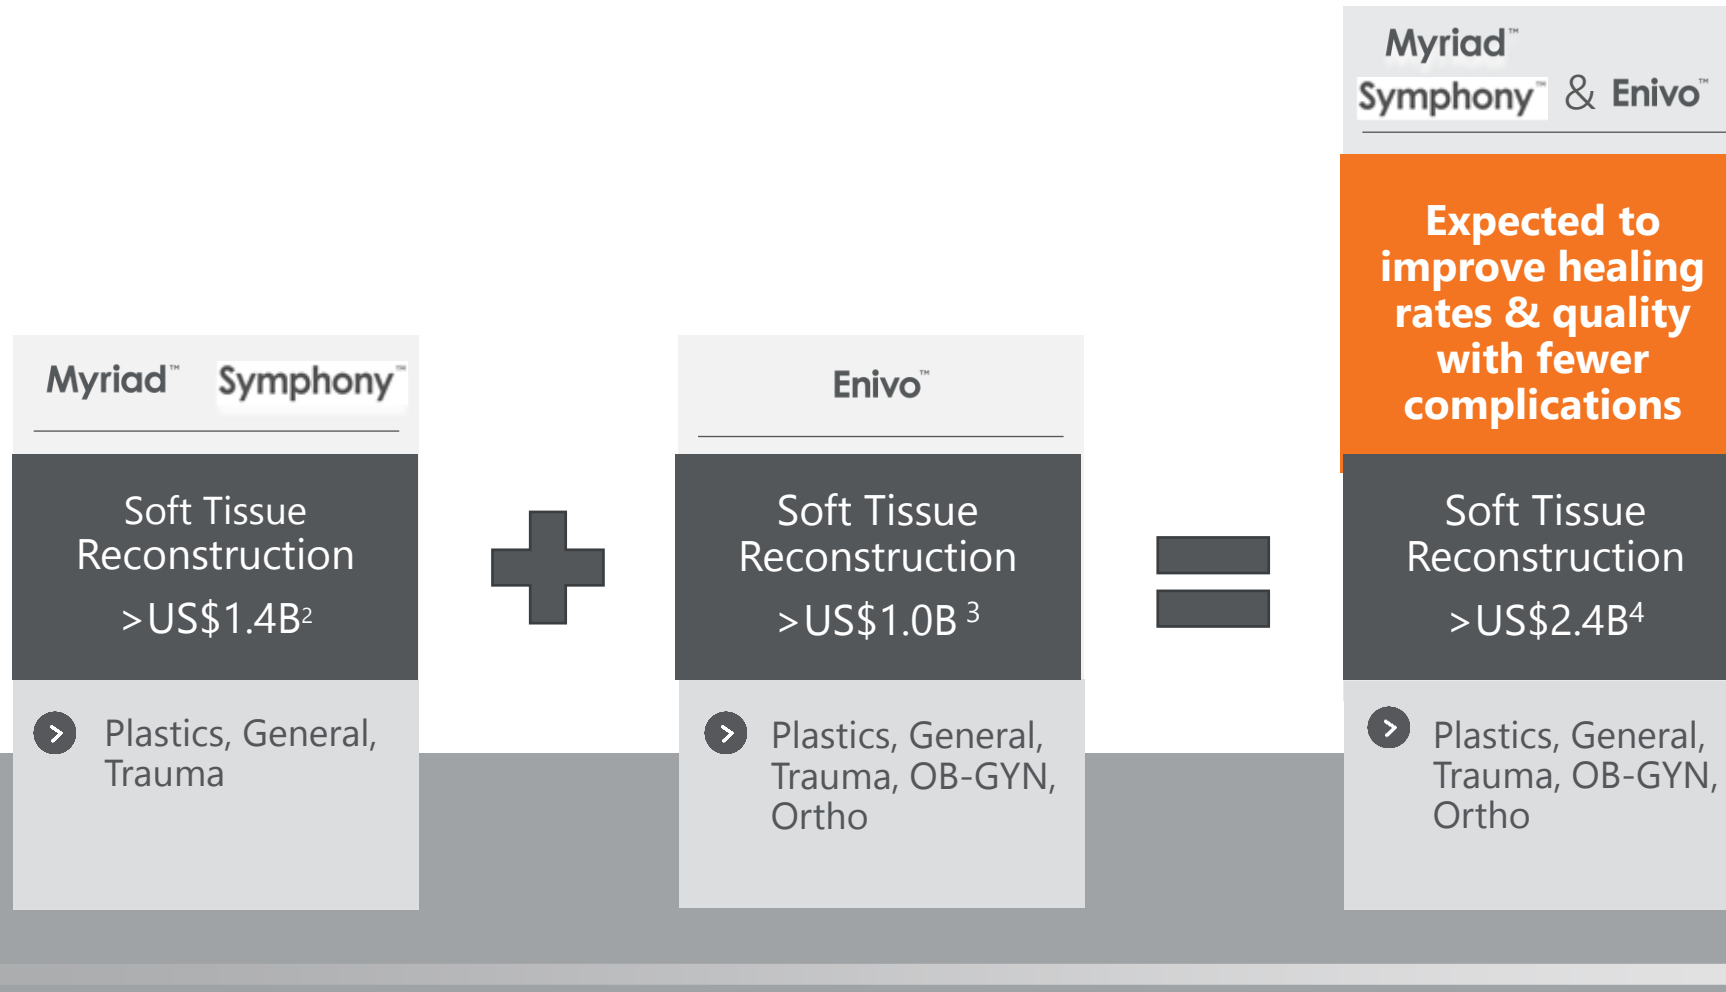 Myriad™ Symphony™
Soft Tissue
Reconstruction
>US$1.4B²
Plastics, General,
Trauma
Enivo™
Soft Tissue
Reconstruction
>US$1.0B ³
Plastics, General,
Trauma, OB-GYN,
Ortho
Myriad™
Symphony™ & Enivo™
Expected to
improve healing
rates & quality
with fewer
complications
Soft Tissue
Reconstruction
>US$2.4B⁴
Plastics, General,
Trauma, OB-GYN,
Ortho